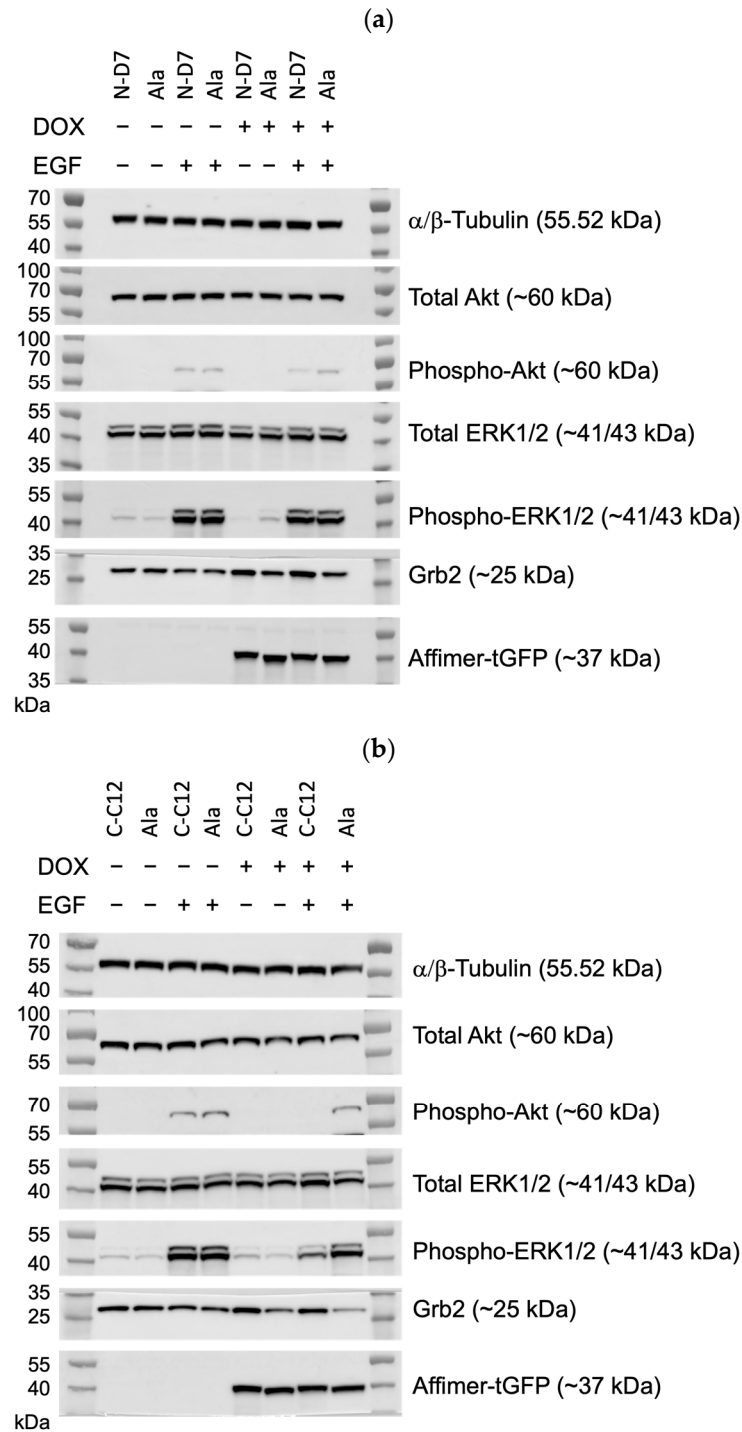 (a)
N-D7 Ala N-D7 Ala N-D7 Ala N-D7 Ala
DOX – – – – + + + +
EGF – – + + – – + +
70
55 α/β-Tubulin (55.52 kDa)
40
100
70 Total Akt (~60 kDa)
55
100
70 Phospho-Akt (~60 kDa)
55
55
40 Total ERK1/2 (~41/43 kDa)
35
55
40 Phospho-ERK1/2 (~41/43 kDa)
35
25 Grb2 (~25 kDa)
55
40 Affimer-tGFP (~37 kDa)
35
kDa
(b)
C-C12 Ala C-C12 Ala C-C12 Ala C-C12 Ala
DOX – – – – + + + +
EGF – – + + – – + +
70
55 α/β-Tubulin (55.52 kDa)
40
100
70 Total Akt (~60 kDa)
55
70 Phospho-Akt (~60 kDa)
55
55
40 Total ERK1/2 (~41/43 kDa)
55
40 Phospho-ERK1/2 (~41/43 kDa)
35
25 Grb2 (~25 kDa)
55
40 Affimer-tGFP (~37 kDa)
kDa